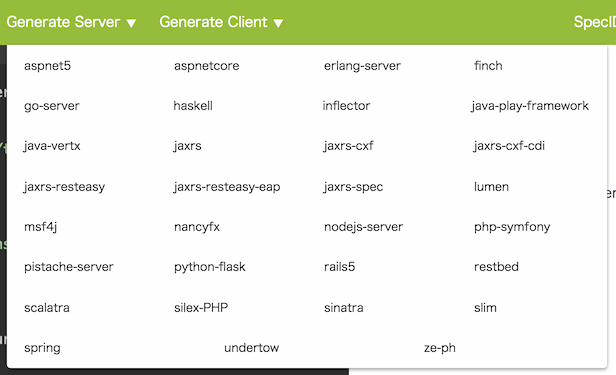 Generate Server ▼ Generate Client ▼ SpecI
aspnet5 aspnetcore erlang-server finch
go-server haskell inflector java-play-framework
java-vertx jaxrs jaxrs-cxf jaxrs-cxf-cdi
jaxrs-resteasy jaxrs-resteasy-eap jaxrs-spec lumen
msf4j nancyfx nodejs-server php-symfony
pistache-server python-flask rails5 restbed
scalatra silex-PHP sinatra slim
spring undertow ze-ph